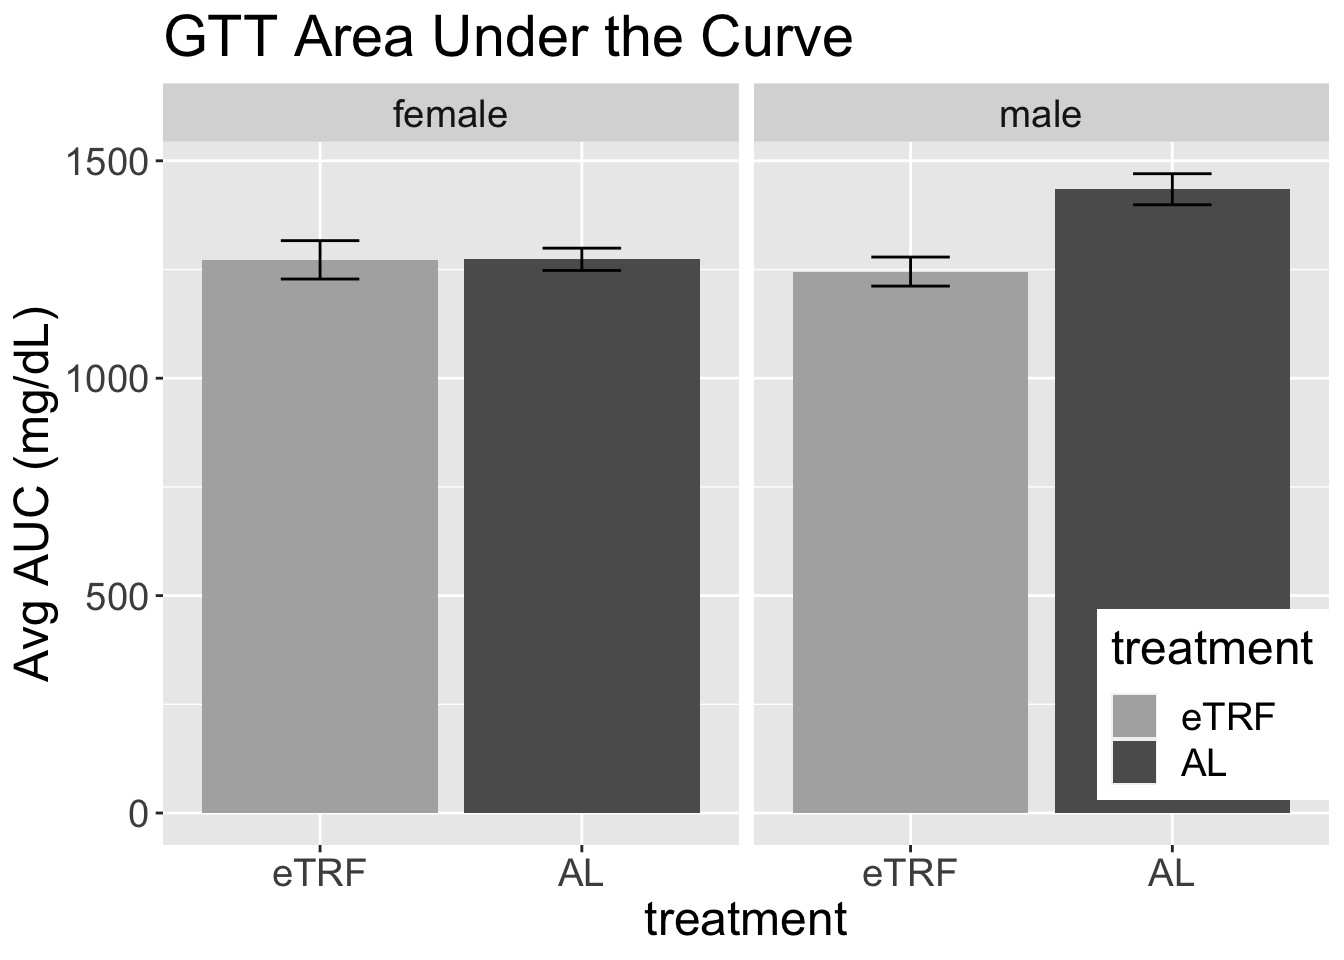 GTT Area Under the Curve
female
male
Avg AUC (mg/dL)
1500
1000
500
0
eTRF
AL
eTRF
AL
treatment
treatment
eTRF
AL